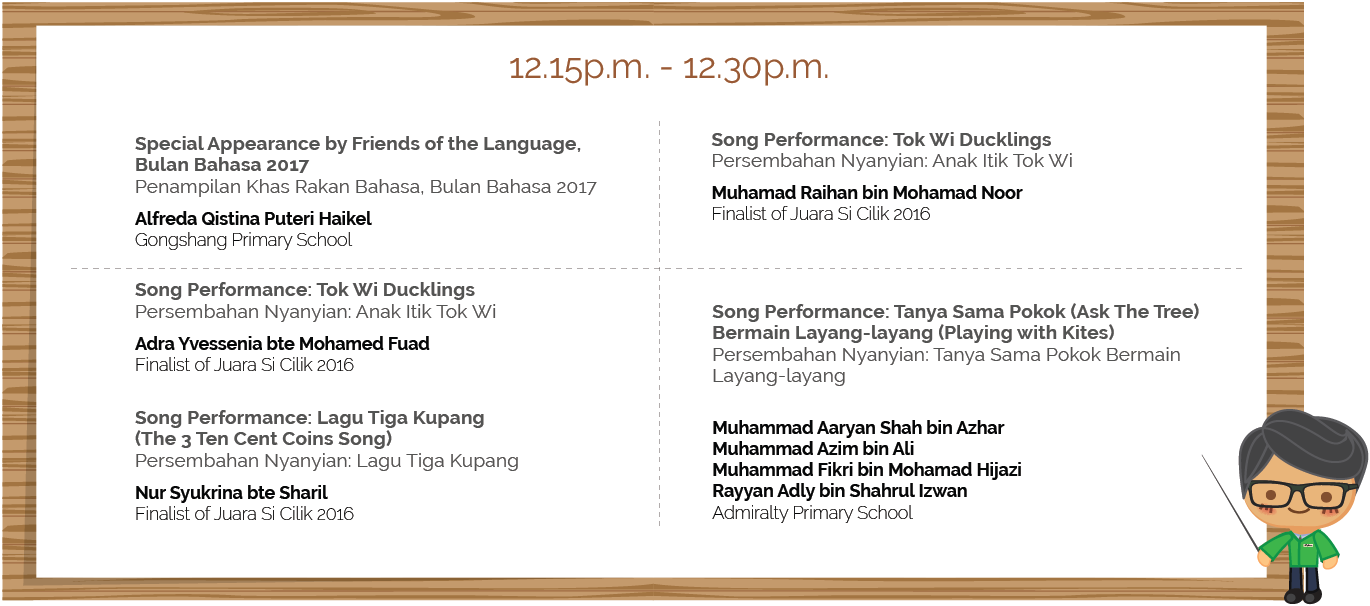 12.15p.m. - 12.30p.m.
Special Appearance by Friends of the Language,
Bulan Bahasa 2017
Penampilan Khas Rakan Bahasa, Bulan Bahasa 2017
Alfreda Qistina Puteri Haikel
Gongshang Primary School
Song Performance: Tok Wi Ducklings
Persembahan Nyanyian: Anak Itik Tok Wi
Muhamad Raihan bin Mohamad Noor
Finalist of Juara Si Cilik 2016
Song Performance: Tok Wi Ducklings
Persembahan Nyanyian: Anak Itik Tok Wi
Adra Yvessenia bte Mohamed Fuad
Finalist of Juara Si Cilik 2016
Song Performance: Lagu Tiga Kupang
(The 3 Ten Cent Coins Song)
Persembahan Nyanyian: Lagu Tiga Kupang
Nur Syukrina bte Sharil
Finalist of Juara Si Cilik 2016
Song Performance: Tanya Sama Pokok (Ask The Tree)
Bermain Layang-layang (Playing with Kites)
Persembahan Nyanyian: Tanya Sama Pokok Bermain
Layang-layang
Muhammad Aaryan Shah bin Azhar
Muhammad Azim bin Ali
Muhammad Fikri bin Mohamad Hijazi
Rayyan Adly bin Shahrul Izwan
Admiralty Primary School